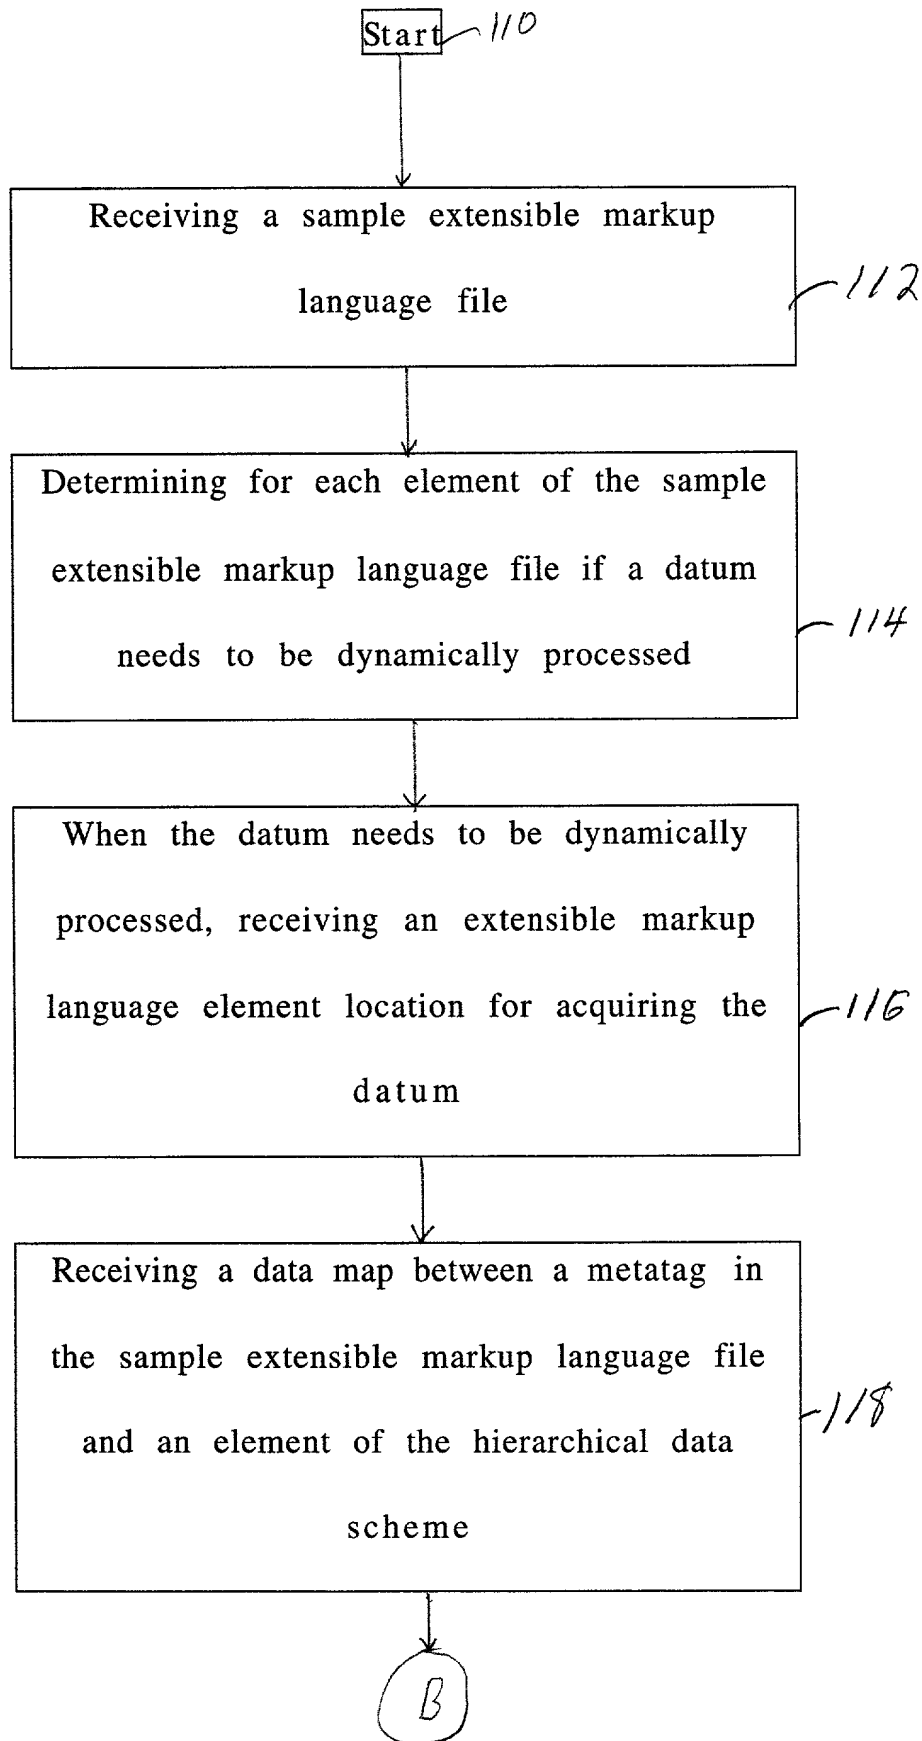 Start 110
Receiving a sample extensible markup
language file
112
Determining for each element of the sample
extensible markup language file if a datum
needs to be dynamically processed
114
When the datum needs to be dynamically
processed, receiving an extensible markup
language element location for acquiring the
datum
116
Receiving a data map between a metatag in
the sample extensible markup language file
and an element of the hierarchical data
scheme
118
B